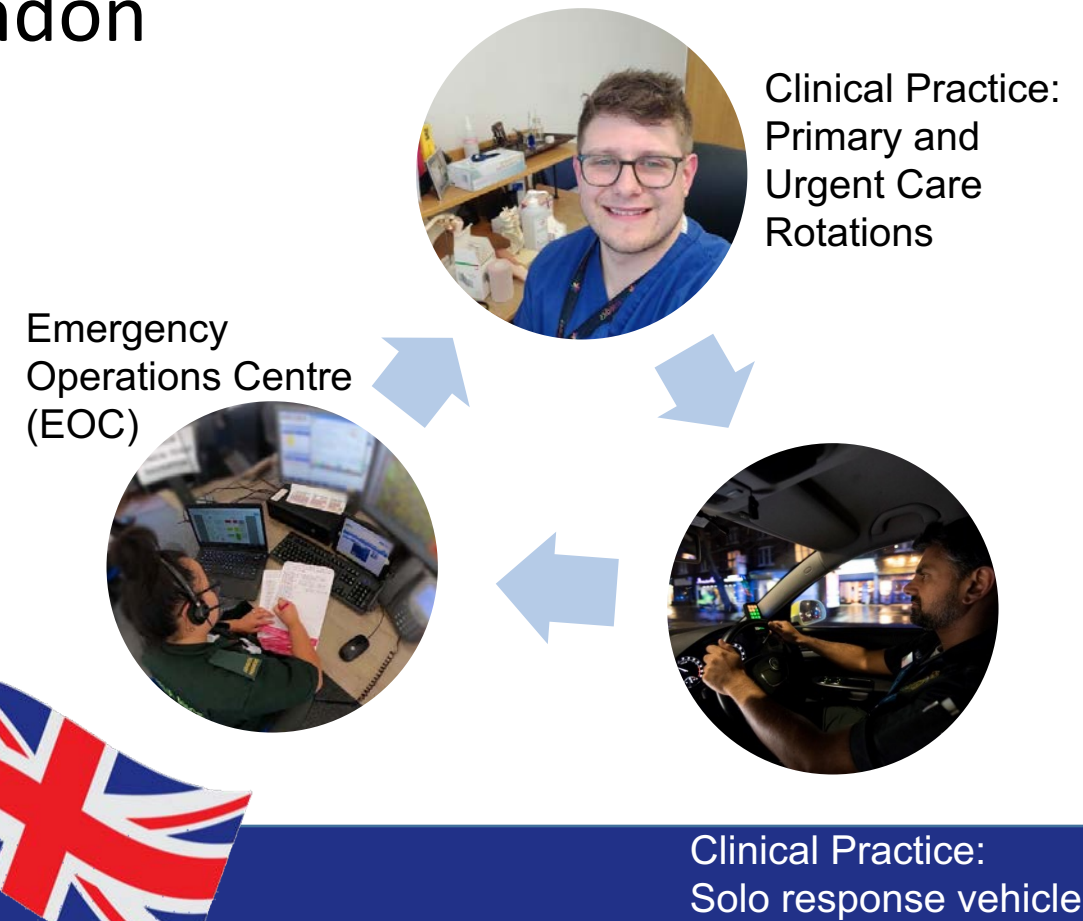 ndon
Clinical Practice:
Primary and
Urgent Care
Rotations
Emergency
Operations Centre
(EOC)
Clinical Practice:
Solo response vehicle